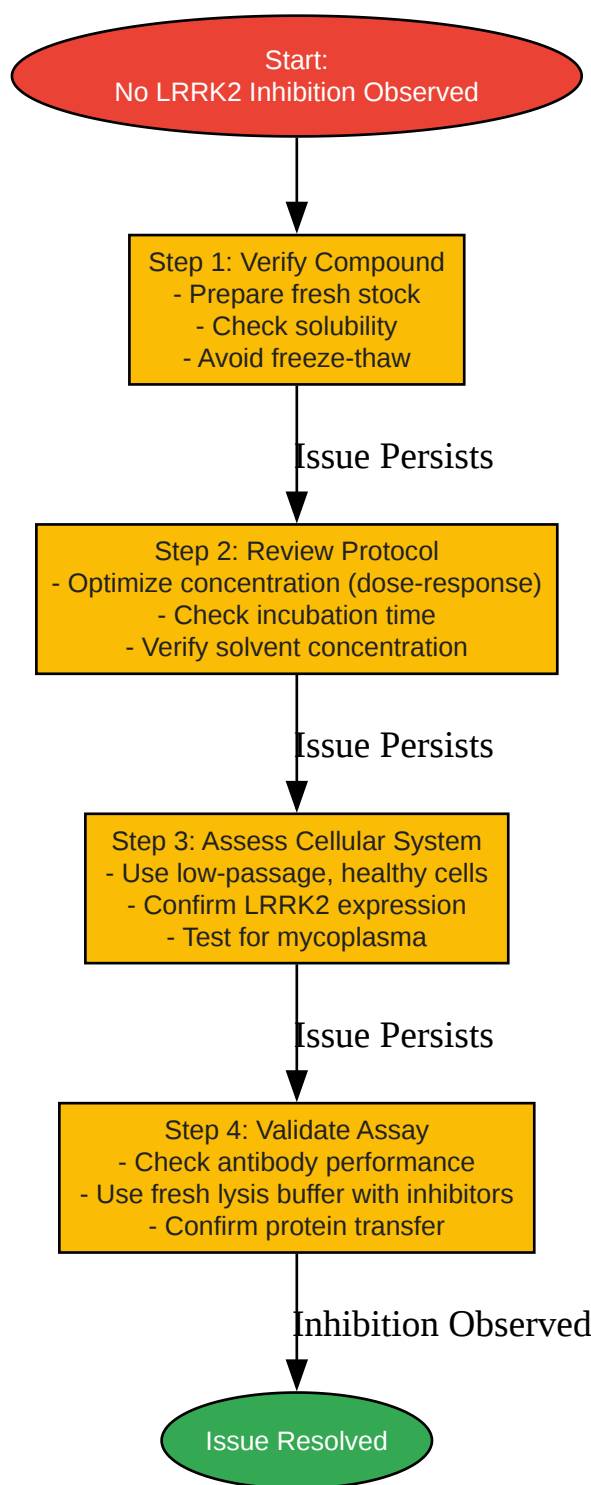 Start:
No LRRK2 Inhibition Observed
Step 1: Verify Compound
- Prepare fresh stock
- Check solubility
- Avoid freeze-thaw
Issue Persists
Step 2: Review Protocol
- Optimize concentration (dose-response)
- Check incubation time
- Verify solvent concentration
Issue Persists
Step 3: Assess Cellular System
- Use low-passage, healthy cells
- Confirm LRRK2 expression
- Test for mycoplasma
Issue Persists
Step 4: Validate Assay
- Check antibody performance
- Use fresh lysis buffer with inhibitors
- Confirm protein transfer
Inhibition Observed
Issue Resolved